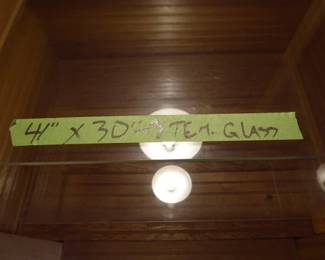 41" X 30" TEM. GLASS